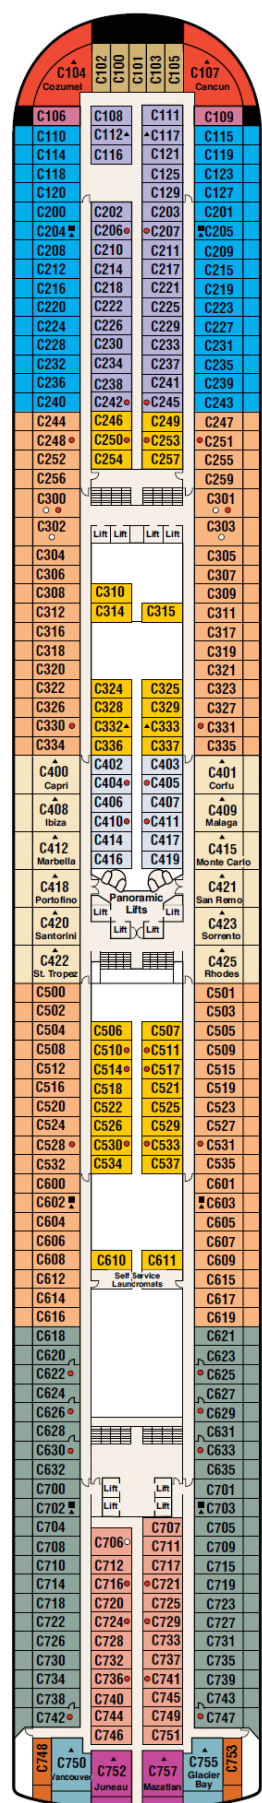 C104 Cozumel C102 C100 C101 C103 C105 C107 Cancun
C106 C108 C111 C109
C110 C112 C117 C115
C114 C116 C121 C119
C118 C125 C123
C120 C129 C127
C200 C202 C203 C201
C204 C206 C207 C205
C208 C210 C211 C209
C212 C214 C217 C215
C216 C218 C221 C219
C220 C222 C225 C223
C224 C226 C229 C227
C228 C230 C233 C231
C232 C234 C237 C235
C236 C238 C241 C239
C240 C242 C245 C243
C244 C246 C249 C247
C248 C250 C253 C251
C252 C254 C257 C255
C256 C259
C300 C301
C302 Lift Lift Lift Lift C303
C304 C305
C306 C307
C308 C310 C309
C312 C314 C315 C311
C316 C317
C318 C319
C320 C321
C322 C324 C325 C323
C326 C328 C329 C327
C330 C332 C333 C331
C334 C336 C337 C335
C400 Capri C402 C403 C401 Corfu
C404 C405
C408 Ibiza C406 C407 C409 Malaga
C410 C411
C412 Marbella C414 C417 C415 Monte Carlo
C416 C419
C418 Portofino Panoramic Lifts C421 San Remo
C420 Santorini Lift Lift Lift Lift C423 Sorrento
C422 St. Tropez C425 Rhodes
C500 C501
C502 C503
C504 C506 C507 C505
C508 C510 C511 C509
C512 C514 C517 C515
C516 C518 C521 C519
C520 C522 C525 C523
C524 C526 C529 C527
C528 C530 C533 C531
C532 C534 C537 C535
C600 C601
C602 C603
C604 C605
C606 C607
C608 C610 C611 C609
C612 Self Service Laundromats C615
C614 C617
C616 C619
C618 C621
C620 C623
C622 C625
C624 C627
C626 C629
C628 C631
C630 C633
C632 C635
C700 Lift Lift C701
C702 Lift Lift C703
C704 C707 C705
C708 C706 C711 C709
C710 C712 C717 C715
C714 C716 C721 C719
C718 C720 C725 C723
C722 C724 C729 C727
C726 C728 C733 C731
C730 C732 C737 C735
C734 C736 C741 C739
C738 C740 C745 C743
C742 C744 C749 C747
C746 C751
C748 C750 Vancouver C752 Juneau C757 Mazatlan C755 Glacier Bay C753